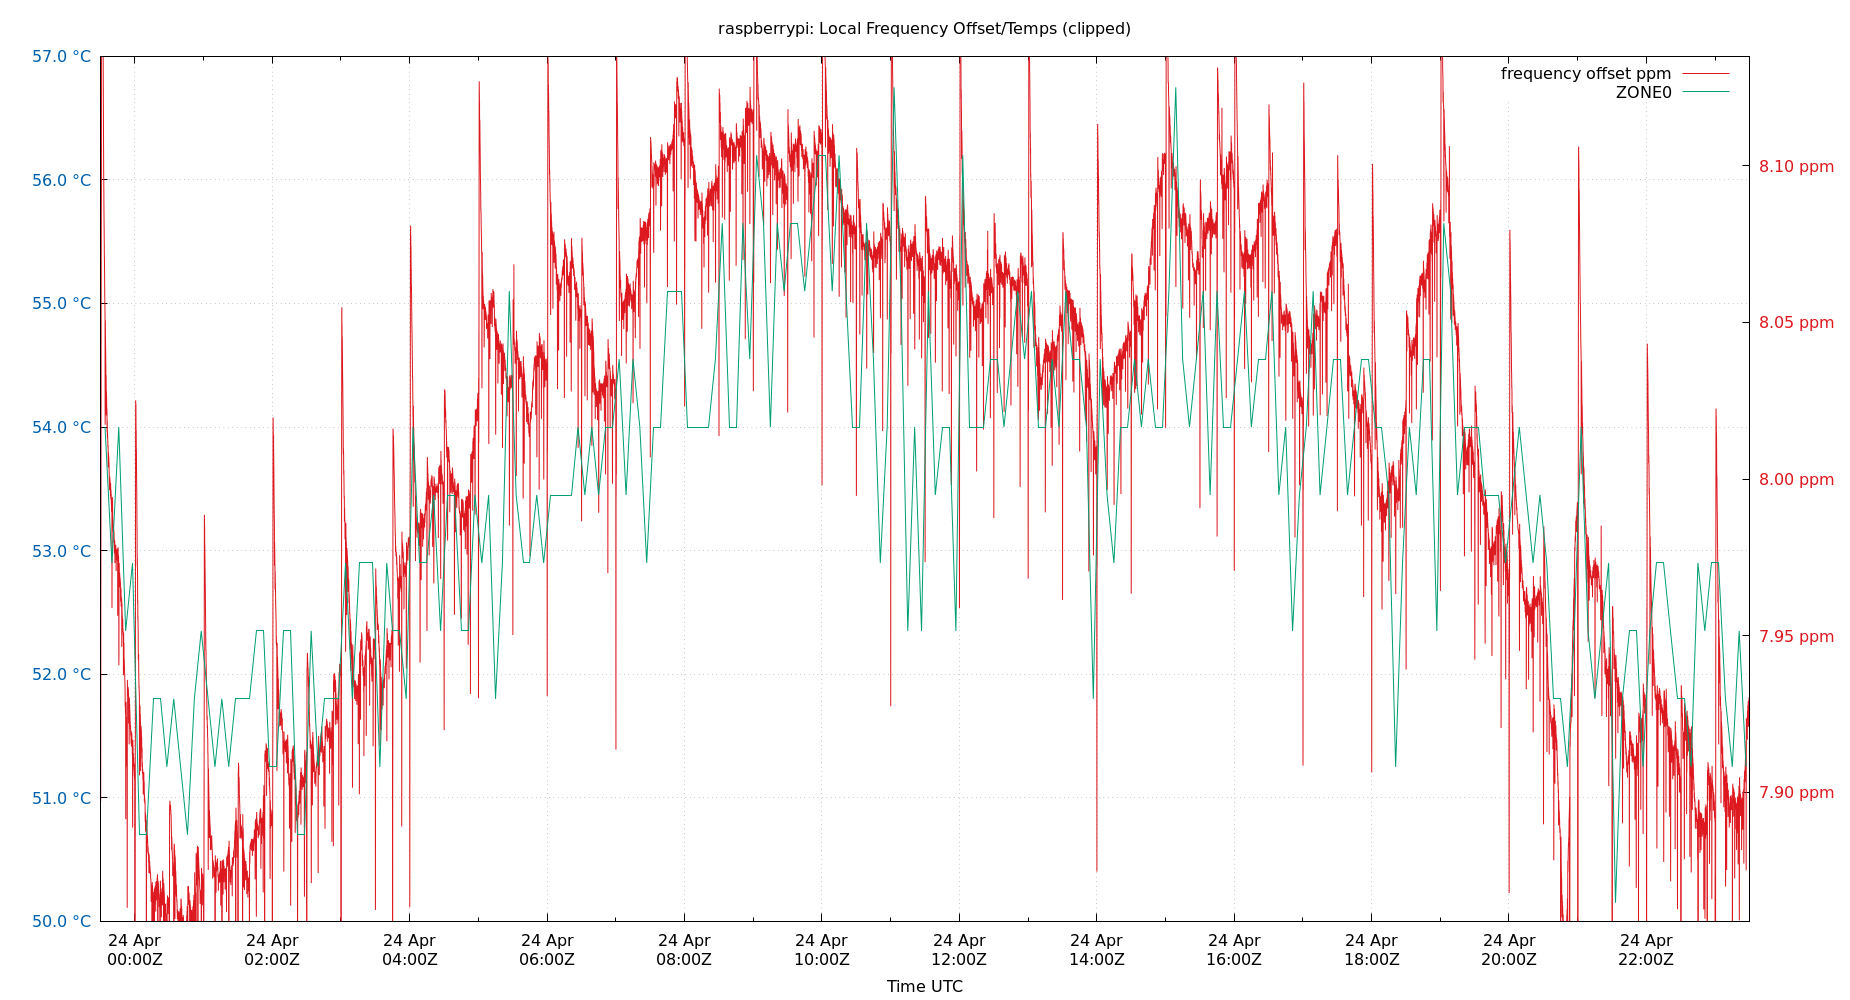 raspberrypi: Local Frequency Offset/Temps (clipped)
frequency offset ppm
ZONE0
57.0 °C
56.0 °C
55.0 °C
54.0 °C
53.0 °C
52.0 °C
51.0 °C
50.0 °C
8.10 ppm
8.05 ppm
8.00 ppm
7.95 ppm
7.90 ppm
24 Apr 24 Apr 24 Apr 24 Apr 24 Apr 24 Apr 24 Apr 24 Apr 24 Apr 24 Apr 24 Apr 24 Apr
00:00Z 02:00Z 04:00Z 06:00Z 08:00Z 10:00Z 12:00Z 14:00Z 16:00Z 18:00Z 20:00Z 22:00Z
Time UTC